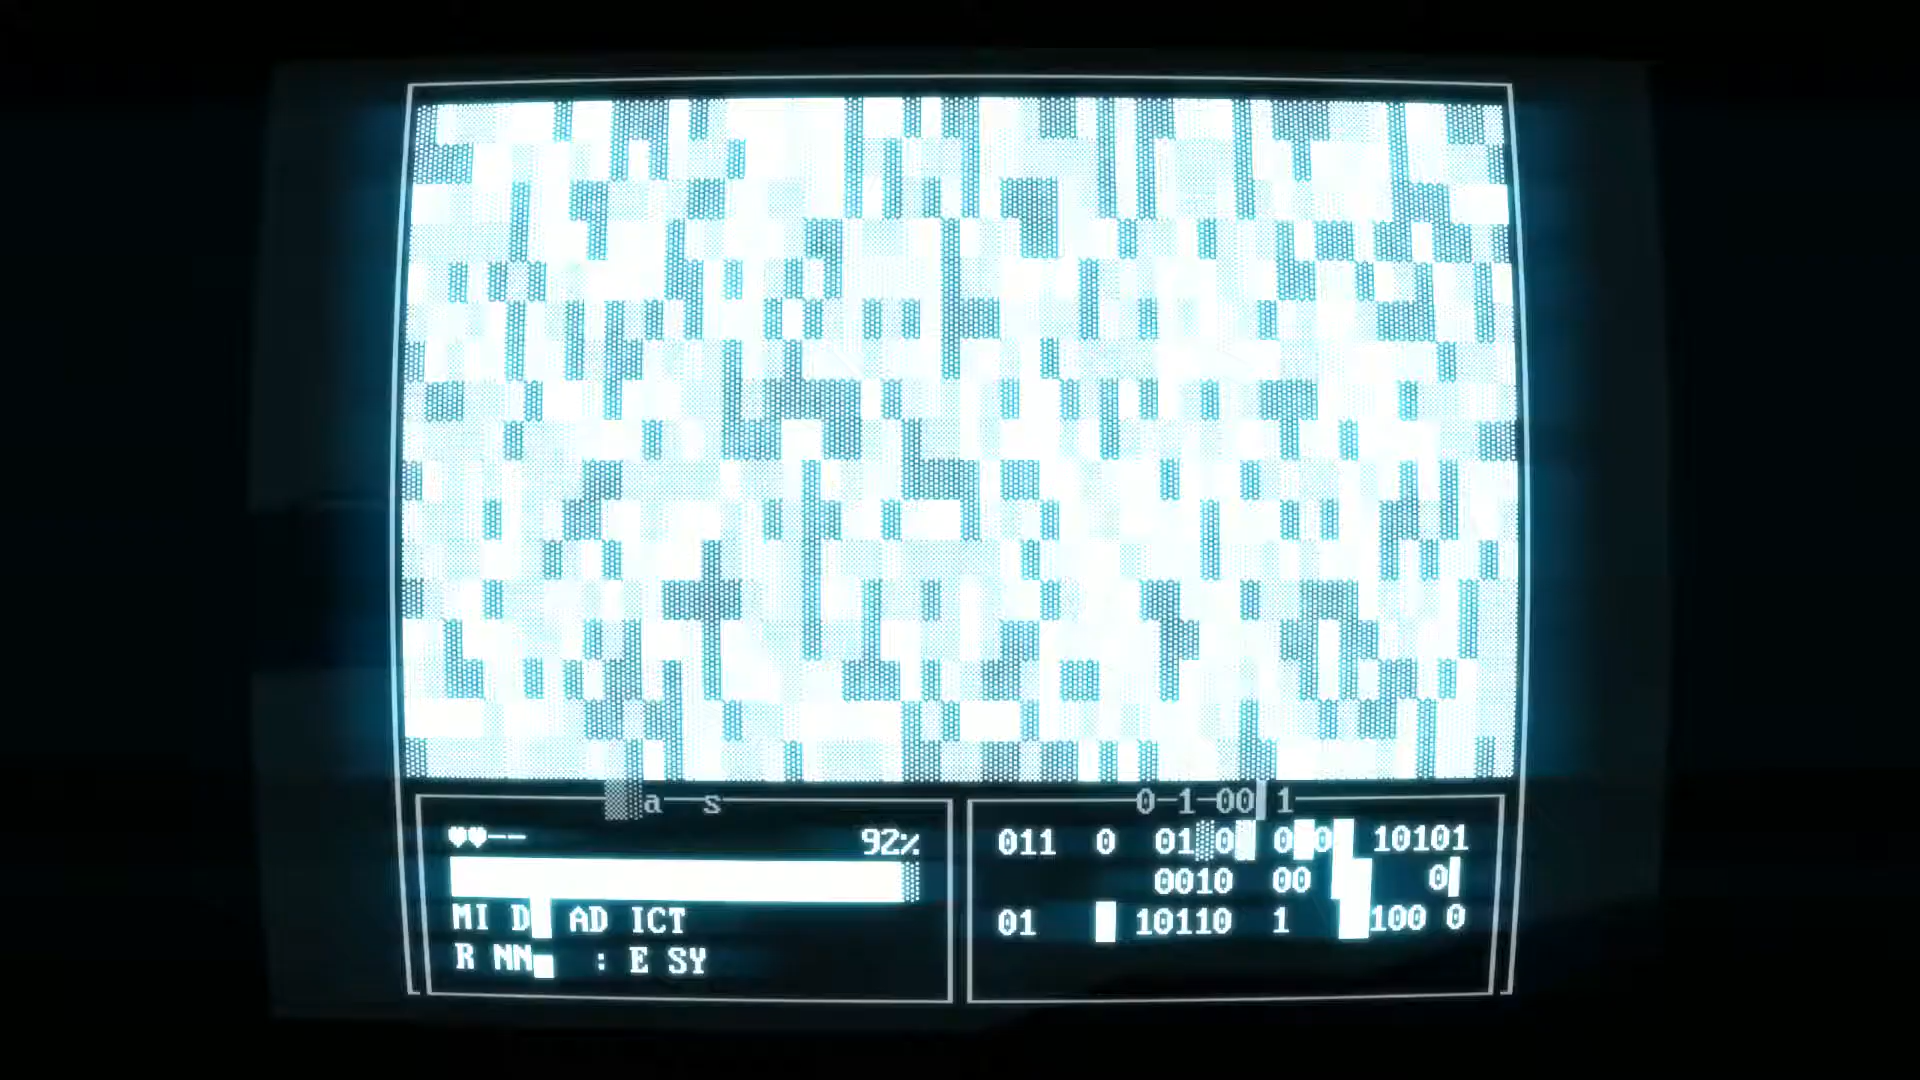 a s
0-1-00 1
♥♥-- 92%
MI D AD ICT
R NN : E SY
011 0 01 0 0 0 10101
0010 00 0
01 10110 1 100 0